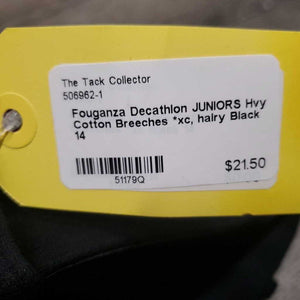 The Tack Collector
506962-1
Fouganza Decathlon JUNIORS Hvy
Cotton Breeches *xc, hairy Black
14
51179Q
$21.50